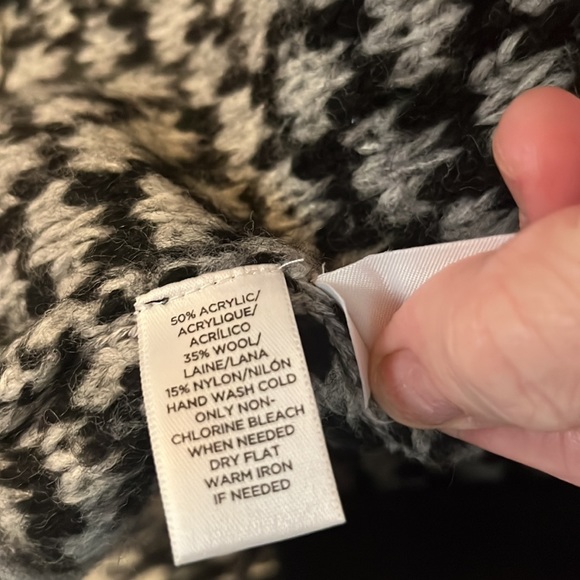 50% ACRYLIC/
ACRYLIQUE/
ACRÍLICO
35% WOOL/
LAINE/LANA
15% NYLON/NILÓN
HAND WASH COLD
ONLY NON-
CHLORINE BLEACH
WHEN NEEDED
DRY FLAT
WARM IRON
IF NEEDED